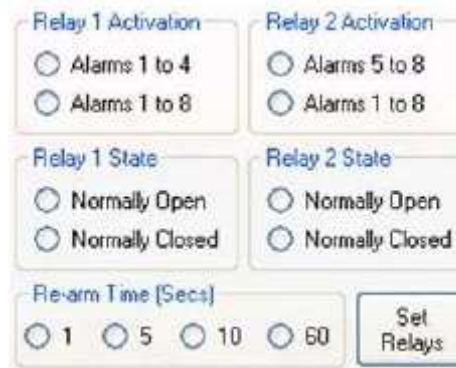 Relay 1 Activation
Alarms 1 to 4
Alarms 1 to 8
Relay 2 Activation
Alarms 5 to 8
Alarms 1 to 8
Relay 1 State
Normally Open
Normally Closed
Relay 2 State
Normally Open
Normally Closed
Re-arm Time (Secs)
1 5 10 60
Set
Relays